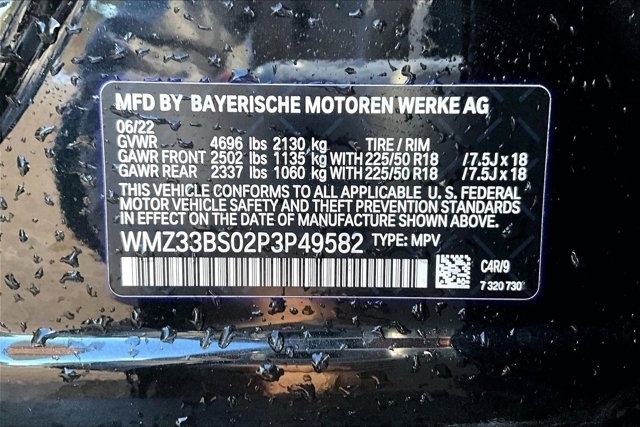 MFD BY BAYERISCHE MOTOREN WERKE AG
06/22
GVWR 4696 lbs 2130 kg TIRE / RIM
GAWR FRONT 2502 lbs 1135 kg WITH 225/50 R18 /7.5J x 18
GAWR REAR 2337 lbs 1060 kg WITH 225/50 R18 /7.5J x 18
THIS VEHICLE CONFORMS TO ALL APPLICABLE U. S. FEDERAL
MOTOR VEHICLE SAFETY AND THEFT PREVENTION STANDARDS
IN EFFECT ON THE DATE OF MANUFACTURE SHOWN ABOVE.
WMZ33BS02P3P49582 TYPE: MPV
C4R/9
7 320 730